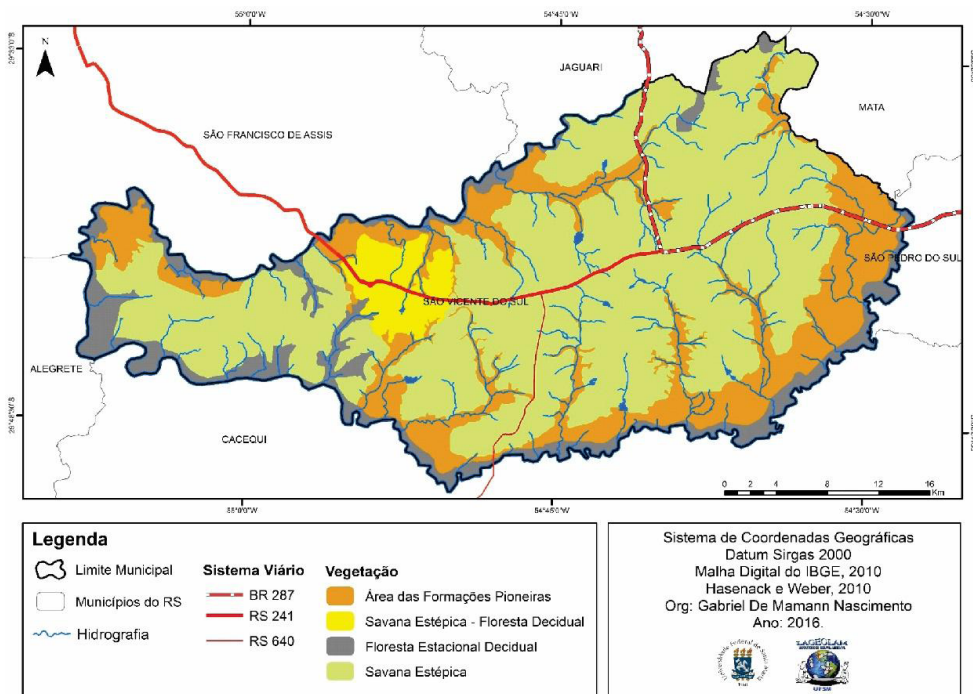 55°0'0"W 54°45'0"W 54°30'0"W
N
JAGUARI
MATA
SÃO FRANCISCO DE ASSIS
SÃO PEDRO DO SUL
SÃO VICENTE DO SUL
ALEGRETE
CACEQUI
0 2 4 8 12 16
Km
55°0'0"W 54°45'0"W 54°30'0"W
Legenda
Limite Municipal
Municípios do RS
Hidrografia
Sistema Viário
BR 287
RS 241
RS 640
Vegetação
Área das Formações Pioneiras
Savana Estépica - Floresta Decidual
Floresta Estacional Decidual
Savana Estépica
Sistema de Coordenadas Geográficas
Datum Sirgas 2000
Malha Digital do IBGE, 2010
Hasenack e Weber, 2010
Org: Gabriel De Mamann Nascimento
Ano: 2016.
LAGEOLAM
UFSM